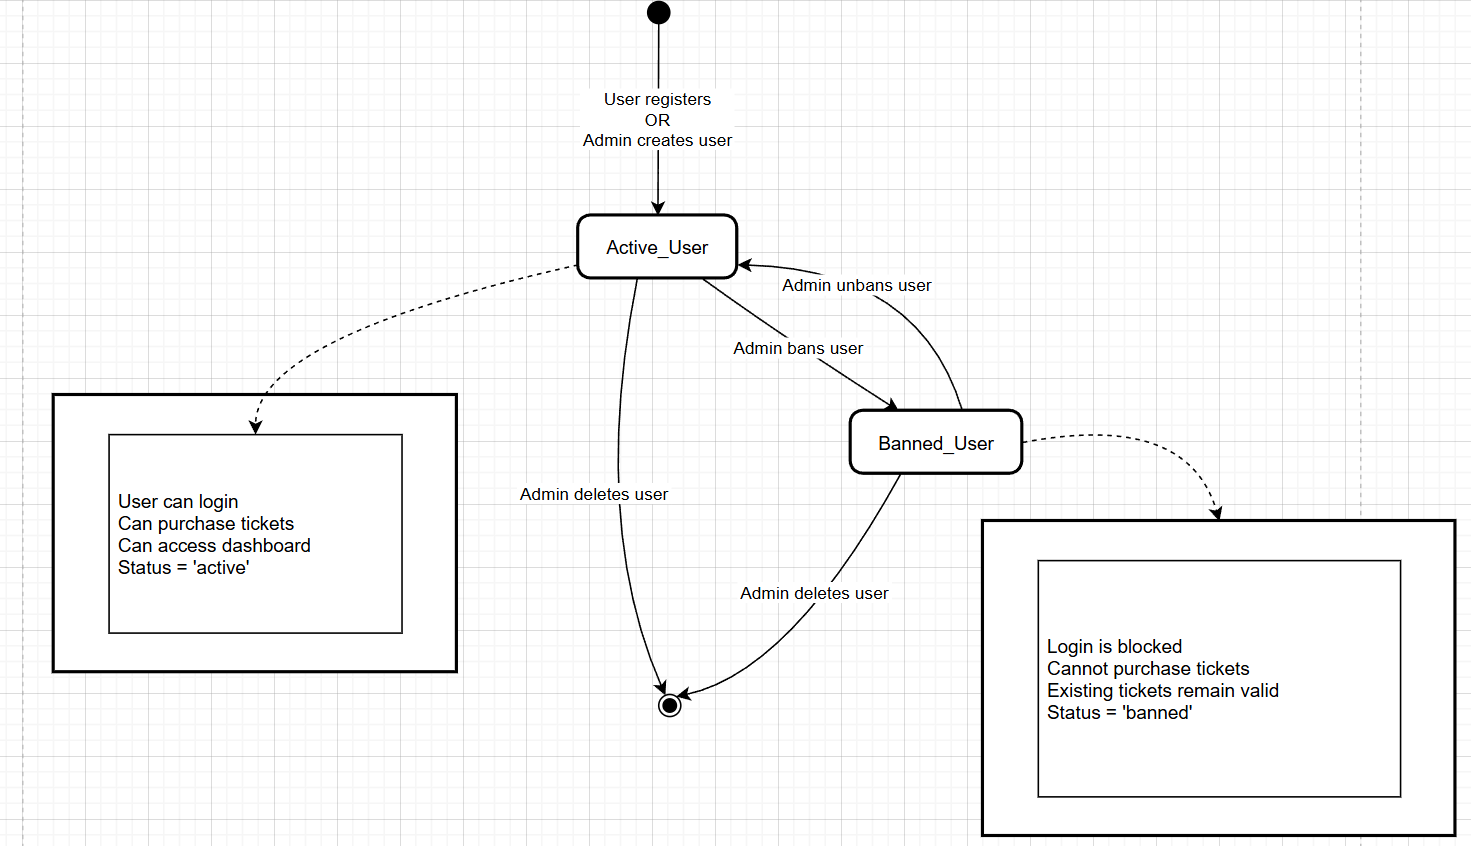 User registers
OR
Admin creates user
Active_User
Admin unbans user
Admin bans user
Banned_User
Admin deletes user
User can login
Can purchase tickets
Can access dashboard
Status = 'active'
Admin deletes user
Login is blocked
Cannot purchase tickets
Existing tickets remain valid
Status = 'banned'